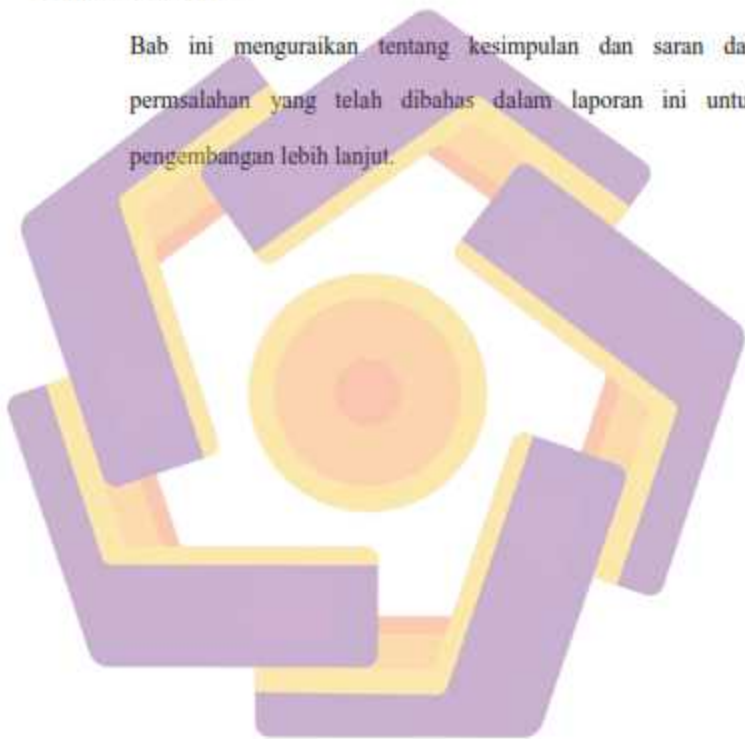 Bab ini menguraikan tentang kesimpulan dan saran da
permsalahan yang telah dibahas dalam laporan ini untu
pengembangan lebih lanjut.